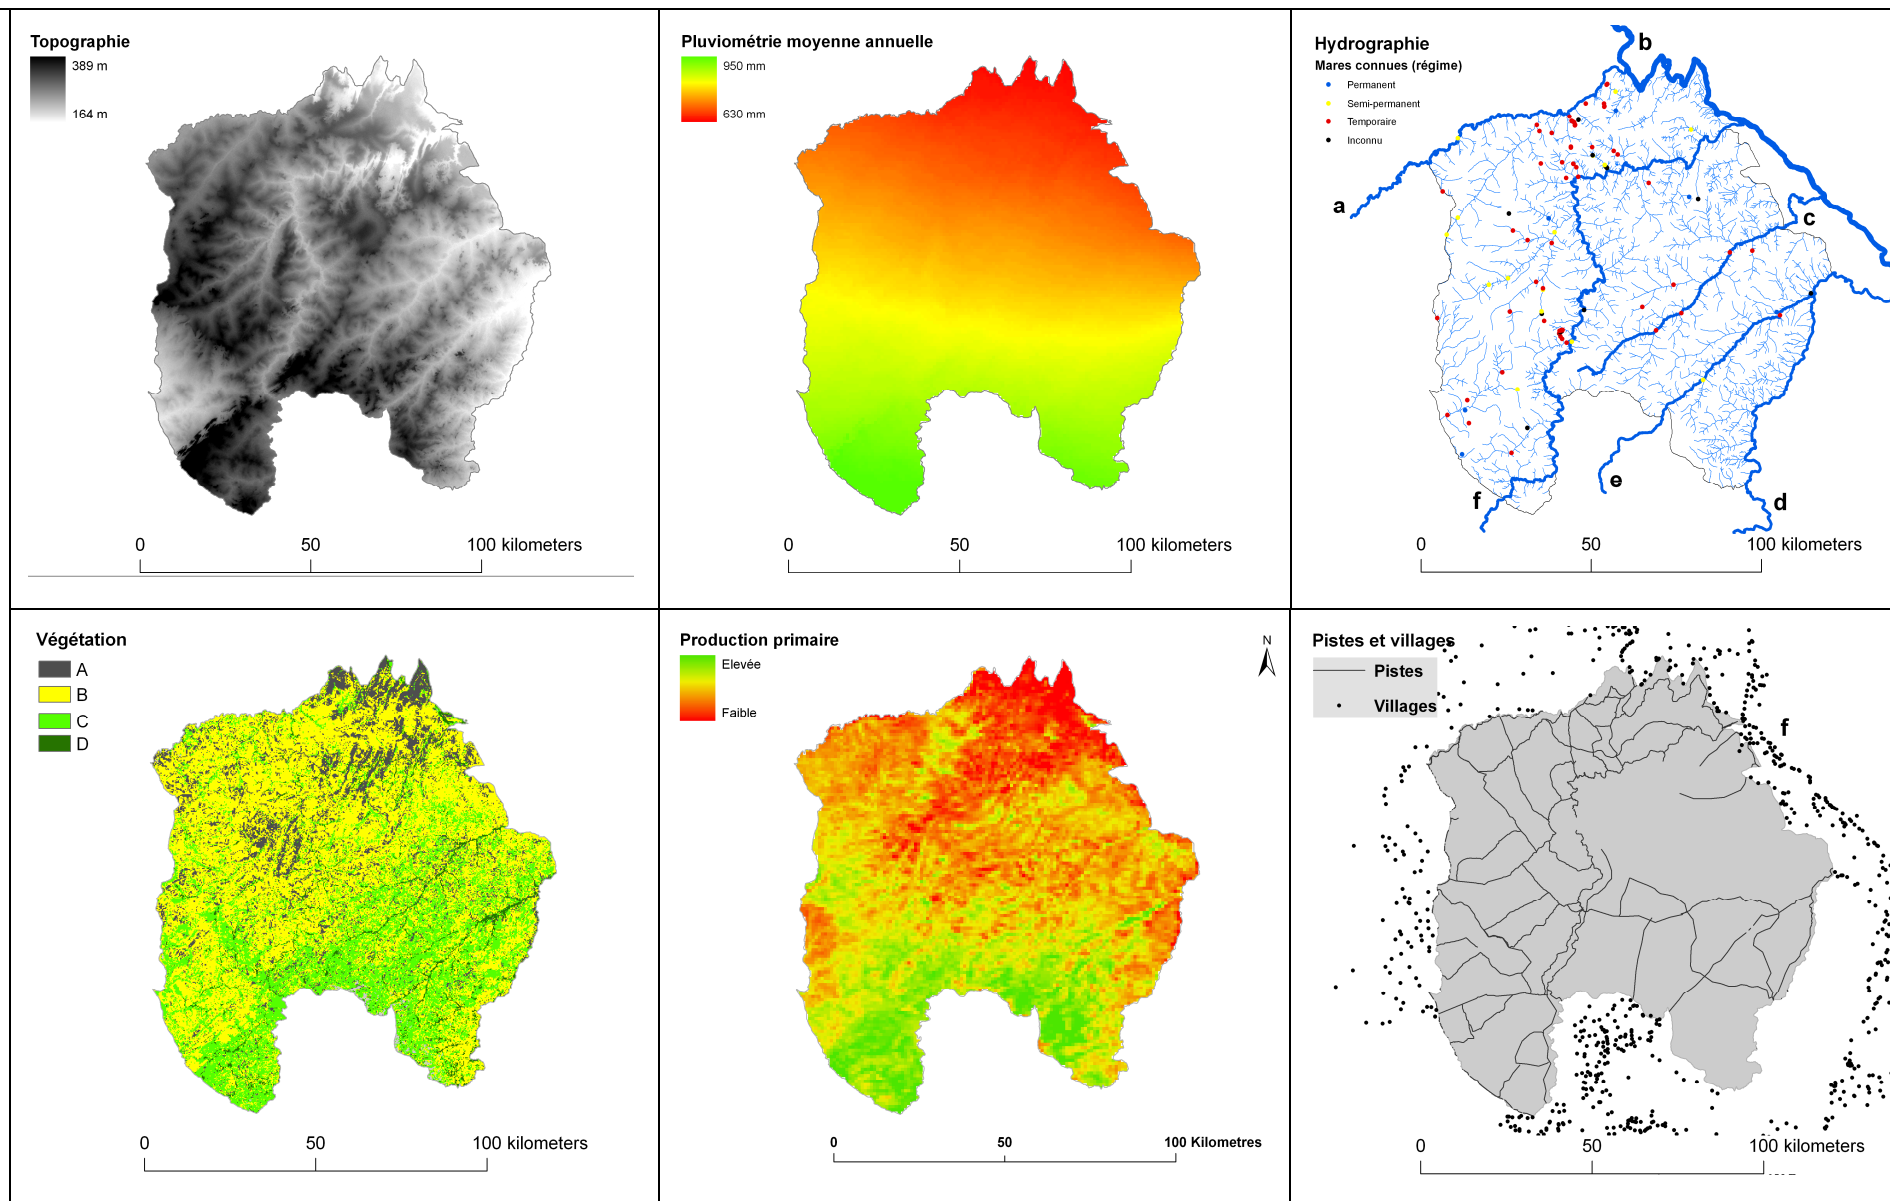 Topographie
389 m
164 m
0 50 100 kilometers
Pluviométrie moyenne annuelle
950 mm
630 mm
0 50 100 kilometers
Hydrographie
Mares connues (régime)
Permanent
Semi-permanent
Temporaire
Inconnu
b
a
c
e
f
d
0 50 100 kilometers
Végétation
A
B
C
D
0 50 100 kilometers
Production primaire
Elevée
Faible
N
0 50 100 Kilometres
Pistes et villages
Pistes
Villages
f
0 50 100 kilometers